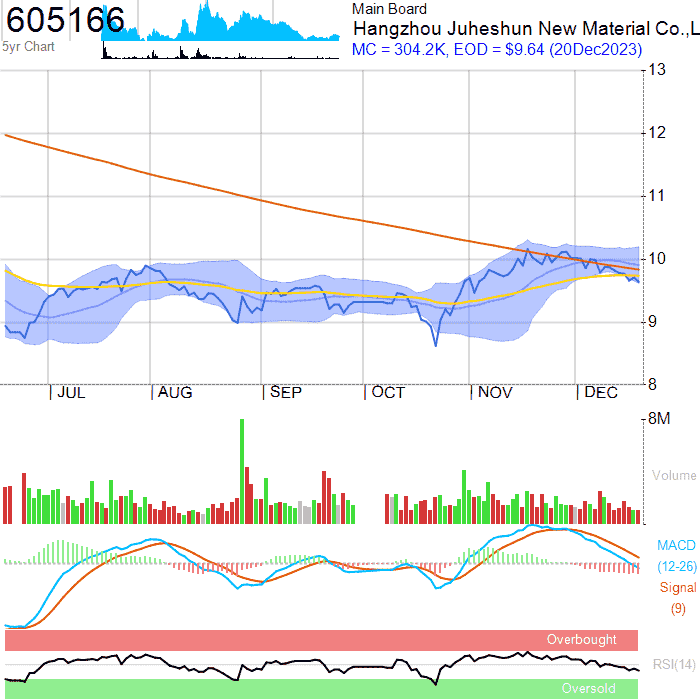 605166
5yr Chart
Main Board
Hangzhou Juheshun New Material Co.,L
MC = 304.2K, EOD = $9.64 (20Dec2023)
13
12
11
10
9
8
JUL AUG SEP OCT NOV DEC
8M
Volume
MACD
(12-26)
Signal
(9)
Overbought
RSI(14)
Oversold